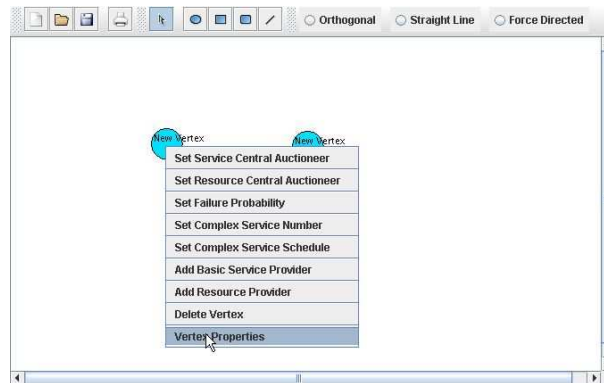 Orthogonal Straight Line Force Directed
New Vertex New Vertex
Set Service Central Auctioneer
Set Resource Central Auctioneer
Set Failure Probability
Set Complex Service Number
Set Complex Service Schedule
Add Basic Service Provider
Add Resource Provider
Delete Vertex
Vertex Properties